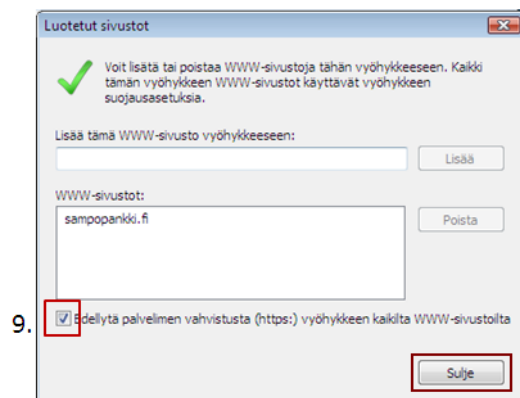 Luotetut sivustot
Voit lisätä tai poistaa WWW-sivustoja tähän vyöhykkeeseen. Kaikki
tämän vyöhykkeen WWW-sivustot käyttävät vyöhykkeen
suojausasetuksia.
Lisää tämä WWW-sivusto vyöhykkeeseen:
Lisää
WWW-sivustot:
sampopankki.fi
Poista
9.
Edellytä palvelimen vahvistusta (https:) vyöhykkeen kaikilta WWW-sivustoilta
Sulje